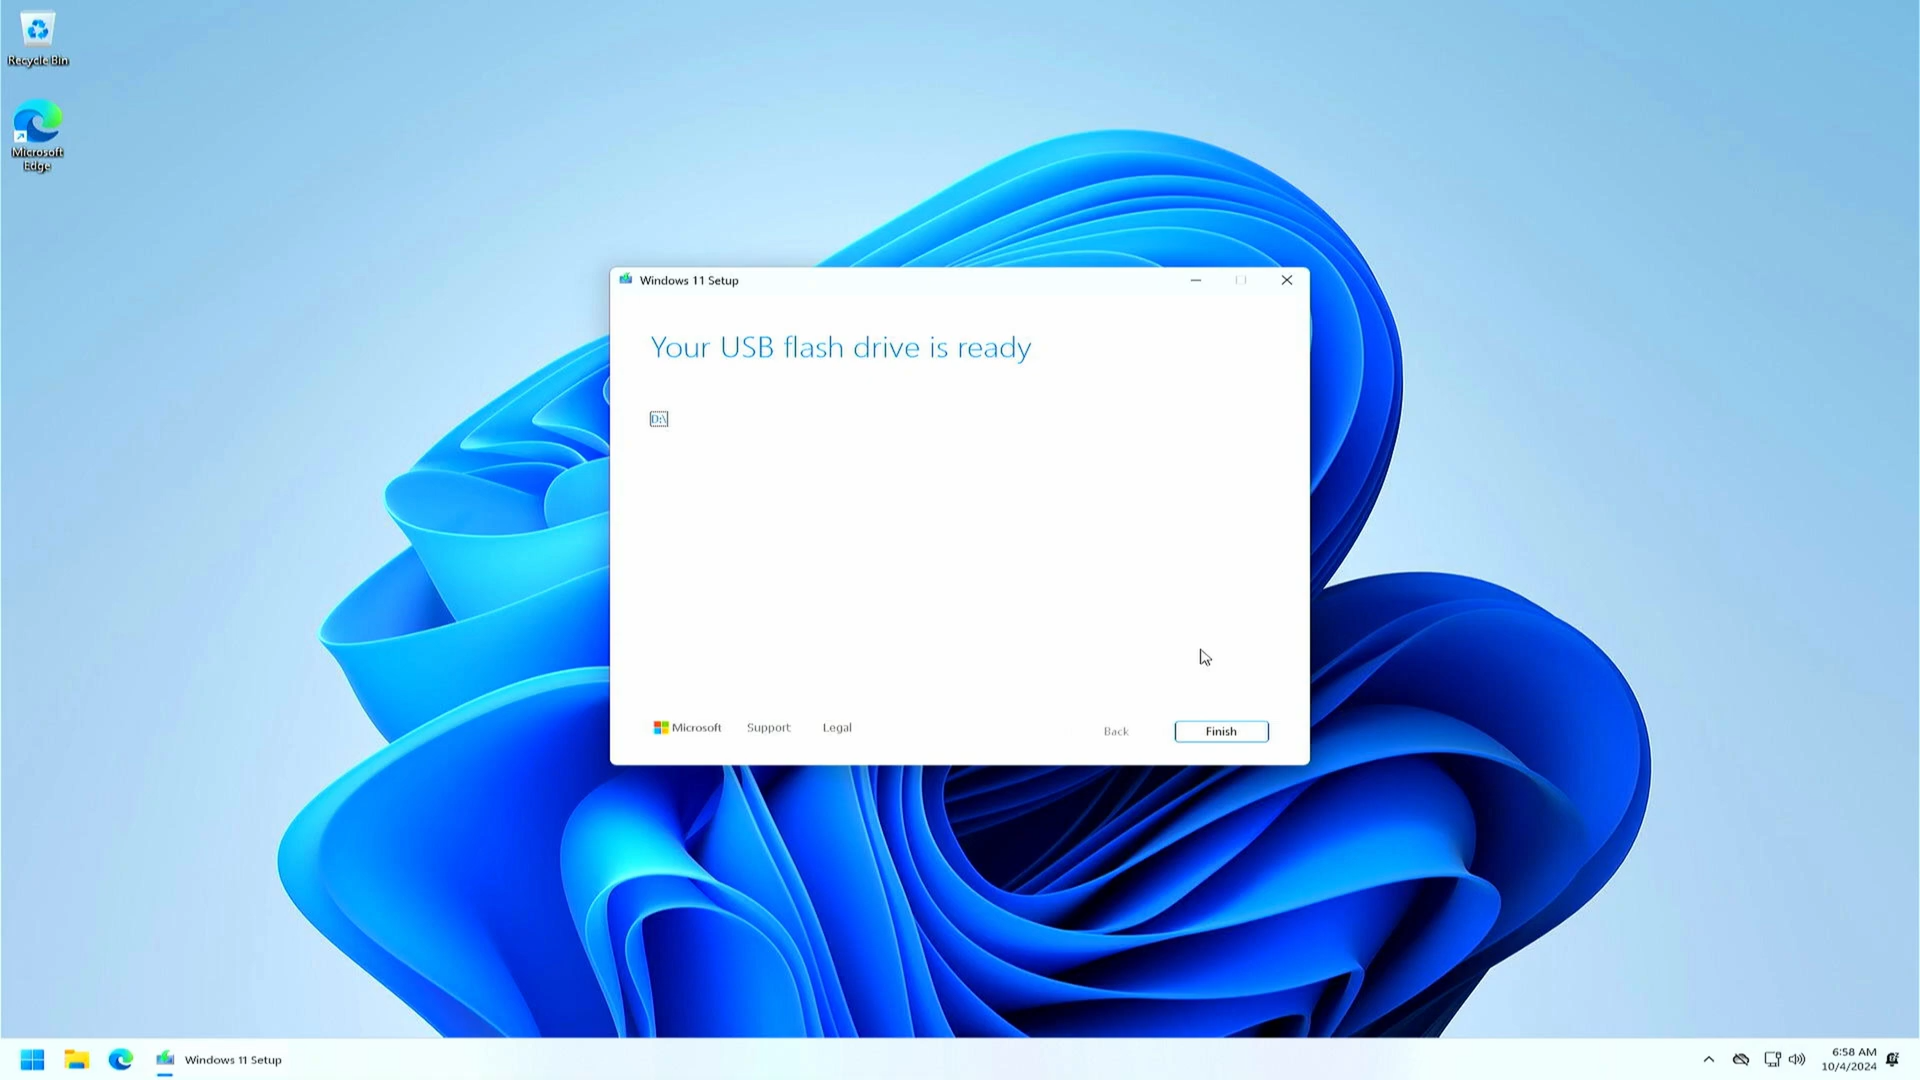 Recycle Bin
Microsoft
Edge
Windows 11 Setup
Your USB flash drive is ready
D:\
Microsoft
Support
Legal
Back
Finish
Windows 11 Setup
6:58 AM
10/4/2024